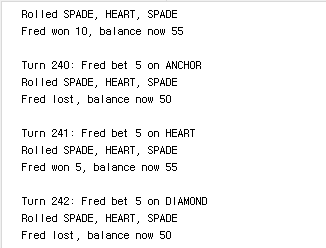 Rolled SPADE, HEART, SPADE
Fred won 10, balance now 55
Turn 240: Fred bet 5 on ANCHOR
Rolled SPADE, HEART, SPADE
Fred lost, balance now 50
Turn 241: Fred bet 5 on HEART
Rolled SPADE, HEART, SPADE
Fred won 5, balance now 55
Turn 242: Fred bet 5 on DIAMOND
Rolled SPADE, HEART, SPADE
Fred lost, balance now 50